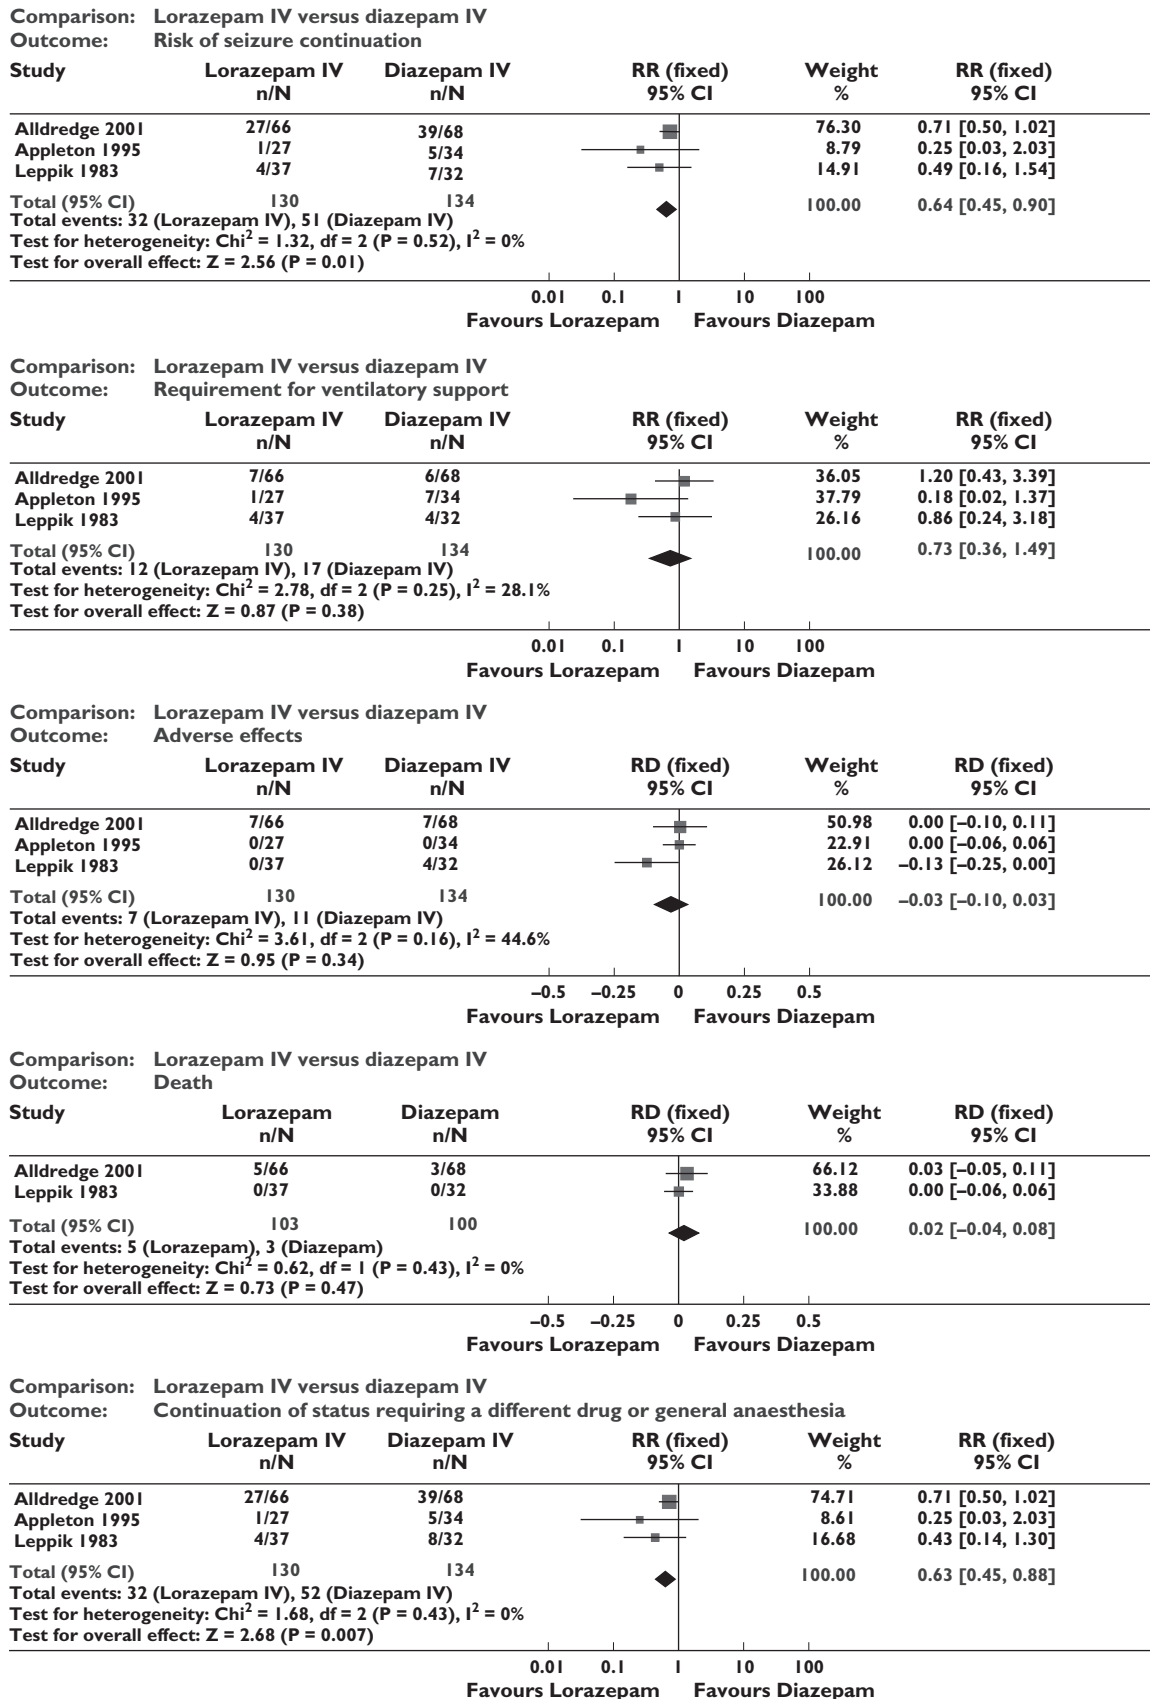 Comparison: Lorazepam IV versus diazepam IV
Outcome: Risk of seizure continuation
Study Lorazepam IV Diazepam IV RR (fixed) Weight RR (fixed)
n/N n/N 95% CI % 95% CI
Alldredge 2001 27/66 39/68 76.30 0.71 [0.50, 1.02]
Appleton 1995 1/27 5/34 8.79 0.25 [0.03, 2.03]
Leppik 1983 4/37 7/32 14.91 0.49 [0.16, 1.54]
Total (95% CI) 130 134 100.00 0.64 [0.45, 0.90]
Total events: 32 (Lorazepam IV), 51 (Diazepam IV)
Test for heterogeneity: Chi² = 1.32, df = 2 (P = 0.52), I² = 0%
Test for overall effect: Z = 2.56 (P = 0.01)
0.01 0.1 1 10 100
Favours Lorazepam Favours Diazepam
Comparison: Lorazepam IV versus diazepam IV
Outcome: Requirement for ventilatory support
Study Lorazepam IV Diazepam IV RR (fixed) Weight RR (fixed)
n/N n/N 95% CI % 95% CI
Alldredge 2001 7/66 6/68 36.05 1.20 [0.43, 3.39]
Appleton 1995 1/27 7/34 37.79 0.18 [0.02, 1.37]
Leppik 1983 4/37 4/32 26.16 0.86 [0.24, 3.18]
Total (95% CI) 130 134 100.00 0.73 [0.36, 1.49]
Total events: 12 (Lorazepam IV), 17 (Diazepam IV)
Test for heterogeneity: Chi² = 2.78, df = 2 (P = 0.25), I² = 28.1%
Test for overall effect: Z = 0.87 (P = 0.38)
0.01 0.1 1 10 100
Favours Lorazepam Favours Diazepam
Comparison: Lorazepam IV versus diazepam IV
Outcome: Adverse effects
Study Lorazepam IV Diazepam IV RD (fixed) Weight RD (fixed)
n/N n/N 95% CI % 95% CI
Alldredge 2001 7/66 7/68 50.98 0.00 [–0.10, 0.11]
Appleton 1995 0/27 0/34 22.91 0.00 [–0.06, 0.06]
Leppik 1983 0/37 4/32 26.12 –0.13 [–0.25, 0.00]
Total (95% CI) 130 134 100.00 –0.03 [–0.10, 0.03]
Total events: 7 (Lorazepam IV), 11 (Diazepam IV)
Test for heterogeneity: Chi² = 3.61, df = 2 (P = 0.16), I² = 44.6%
Test for overall effect: Z = 0.95 (P = 0.34)
–0.5 –0.25 0 0.25 0.5
Favours Lorazepam Favours Diazepam
Comparison: Lorazepam IV versus diazepam IV
Outcome: Death
Study Lorazepam Diazepam RD (fixed) Weight RD (fixed)
n/N n/N 95% CI % 95% CI
Alldredge 2001 5/66 3/68 66.12 0.03 [–0.05, 0.11]
Leppik 1983 0/37 0/32 33.88 0.00 [–0.06, 0.06]
Total (95% CI) 103 100 100.00 0.02 [–0.04, 0.08]
Total events: 5 (Lorazepam), 3 (Diazepam)
Test for heterogeneity: Chi² = 0.62, df = 1 (P = 0.43), I² = 0%
Test for overall effect: Z = 0.73 (P = 0.47)
–0.5 –0.25 0 0.25 0.5
Favours Lorazepam Favours Diazepam
Comparison: Lorazepam IV versus diazepam IV
Outcome: Continuation of status requiring a different drug or general anaesthesia
Study Lorazepam IV Diazepam IV RR (fixed) Weight RR (fixed)
n/N n/N 95% CI % 95% CI
Alldredge 2001 27/66 39/68 74.71 0.71 [0.50, 1.02]
Appleton 1995 1/27 5/34 8.61 0.25 [0.03, 2.03]
Leppik 1983 4/37 8/32 16.68 0.43 [0.14, 1.30]
Total (95% CI) 130 134 100.00 0.63 [0.45, 0.88]
Total events: 32 (Lorazepam IV), 52 (Diazepam IV)
Test for heterogeneity: Chi² = 1.68, df = 2 (P = 0.43), I² = 0%
Test for overall effect: Z = 2.68 (P = 0.007)
0.01 0.1 1 10 100
Favours Lorazepam Favours Diazepam